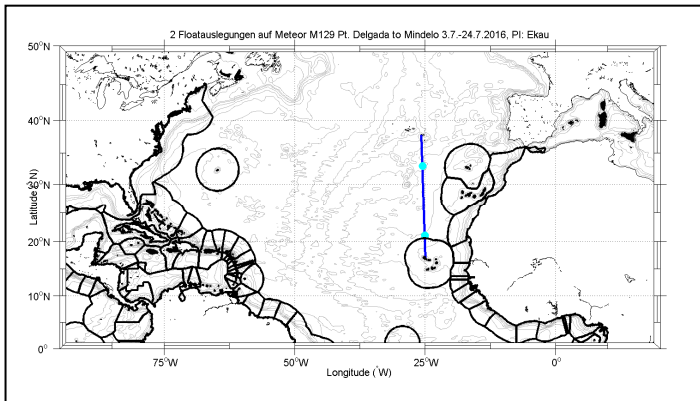 2 Floatauslegungen auf Meteor M129 Pt. Delgada to Mindelo 3.7.-24.7.2016, PI: Ekau
50°N
40°N
30°N
20°N
10°N
0°
Latitude (°N)
75°W
50°W
25°W
0°
Longitude (°W)